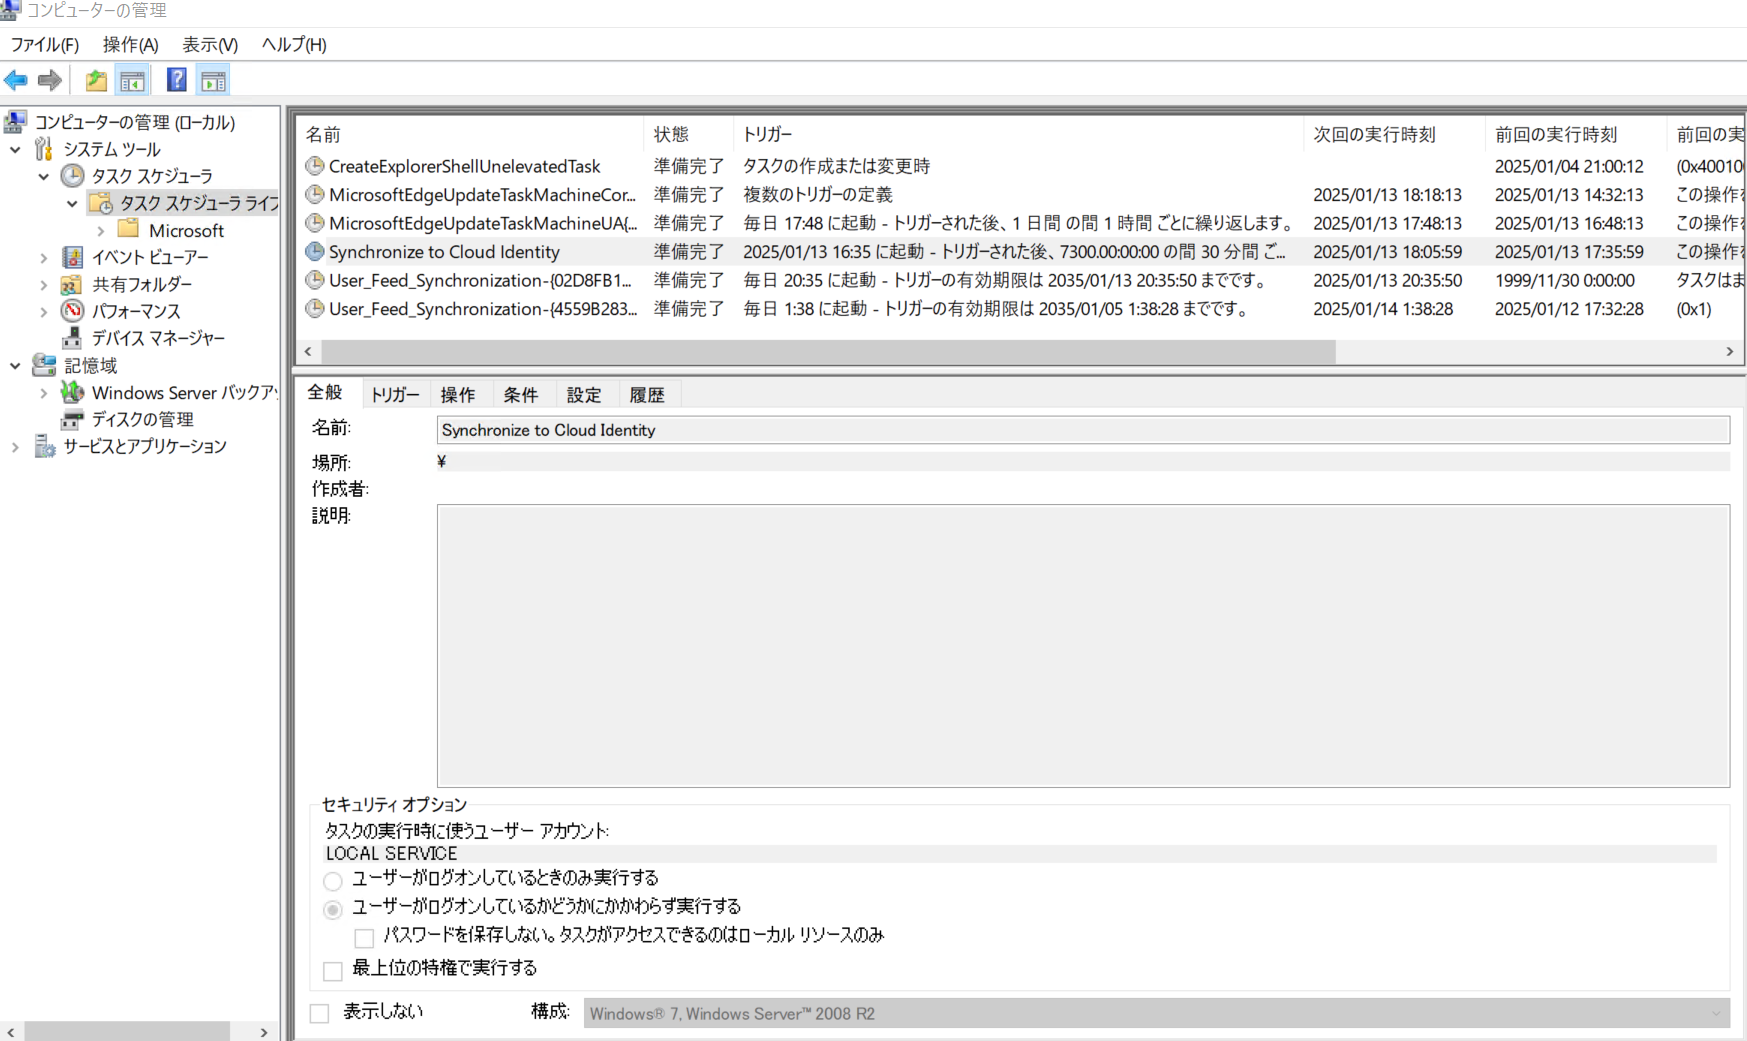 コンピューターの管理
ファイル(F) 操作(A) 表示(V) ヘルプ(H)
コンピューターの管理 (ローカル)
システム ツール
タスク スケジューラ
タスク スケジューラ ライブ
Microsoft
イベント ビューアー
共有フォルダー
パフォーマンス
デバイス マネージャー
記憶域
Windows Server バックアッ
ディスクの管理
サービスとアプリケーション
名前 状態 トリガー 次回の実行時刻 前回の実行時刻 前回の実
CreateExplorerShellUnelevatedTask 準備完了 タスクの作成または変更時 2025/01/04 21:00:12 (0x40010
MicrosoftEdgeUpdateTaskMachineCor... 準備完了 複数のトリガーの定義 2025/01/13 18:18:13 2025/01/13 14:32:13 この操作を
MicrosoftEdgeUpdateTaskMachineUA{... 準備完了 毎日 17:48 に起動 - トリガーされた後、1 日間 の間 1 時間 ごとに繰り返します。 2025/01/13 17:48:13 2025/01/13 16:48:13 この操作を
Synchronize to Cloud Identity 準備完了 2025/01/13 16:35 に起動 - トリガーされた後、7300.00:00:00 の間 30 分間 ご... 2025/01/13 18:05:59 2025/01/13 17:35:59 この操作を
User_Feed_Synchronization-{02D8FB1... 準備完了 毎日 20:35 に起動 - トリガーの有効期限は 2035/01/13 20:35:50 までです。 2025/01/13 20:35:50 1999/11/30 0:00:00 タスクはま
User_Feed_Synchronization-{4559B283... 準備完了 毎日 1:38 に起動 - トリガーの有効期限は 2035/01/05 1:38:28 までです。 2025/01/14 1:38:28 2025/01/12 17:32:28 (0x1)
全般 トリガー 操作 条件 設定 履歴
名前: Synchronize to Cloud Identity
場所: ¥
作成者:
説明:
セキュリティ オプション
タスクの実行時に使うユーザー アカウント:
LOCAL SERVICE
ユーザーがログオンしているときのみ実行する
ユーザーがログオンしているかどうかにかかわらず実行する
パスワードを保存しない。タスクがアクセスできるのはローカル リソースのみ
最上位の特権で実行する
表示しない 構成: Windows® 7, Windows Server™ 2008 R2